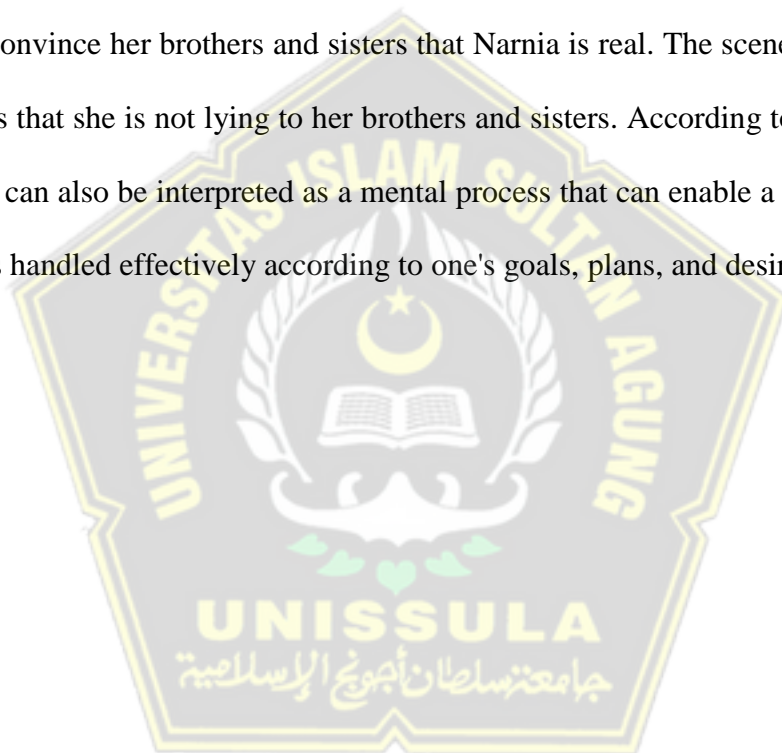 onvince her brothers and sisters that Narnia is real. The scene
s that she is not lying to her brothers and sisters. According to
can also be interpreted as a mental process that can enable a
handled effectively according to one's goals, plans, and desir
UNIVERSITAS ISLAM SULTAN AGUNG
UNISSULA
جامعة سلطان أجونج الإسلامية